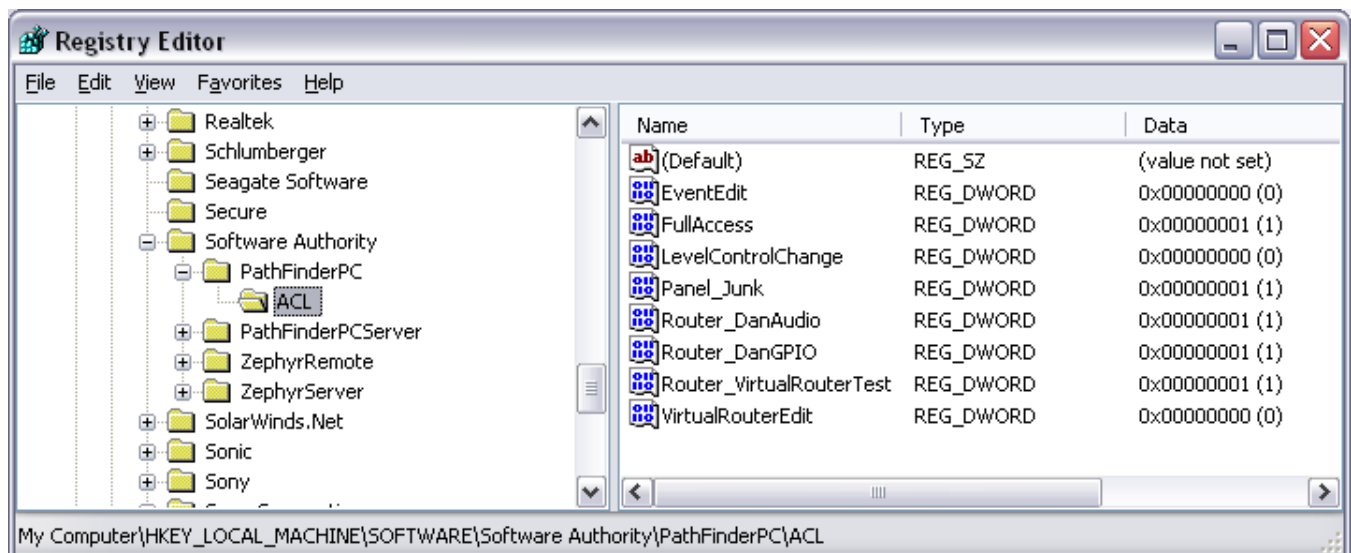 Registry Editor
File Edit View Favorites Help
Realtek
Schlumberger
Seagate Software
Secure
Software Authority
PathFinderPC
ACL
PathFinderPCServer
ZephyrRemote
ZephyrServer
SolarWinds.Net
Sonic
Sony
Name Type Data
(Default) REG_SZ (value not set)
EventEdit REG_DWORD 0x00000000 (0)
FullAccess REG_DWORD 0x00000001 (1)
LevelControlChange REG_DWORD 0x00000000 (0)
Panel_Junk REG_DWORD 0x00000001 (1)
Router_DanAudio REG_DWORD 0x00000001 (1)
Router_DanGPIO REG_DWORD 0x00000001 (1)
Router_VirtualRouterTest REG_DWORD 0x00000001 (1)
VirtualRouterEdit REG_DWORD 0x00000000 (0)
My Computer\HKEY_LOCAL_MACHINE\SOFTWARE\Software Authority\PathFinderPC\ACL